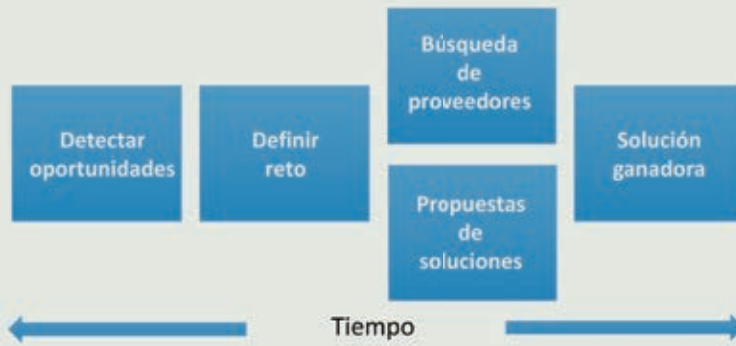 Detectar
oportunidades
Definir
reto
Búsqueda
de
proveedores
Propuestas
de
soluciones
Solución
ganadora
Tiempo